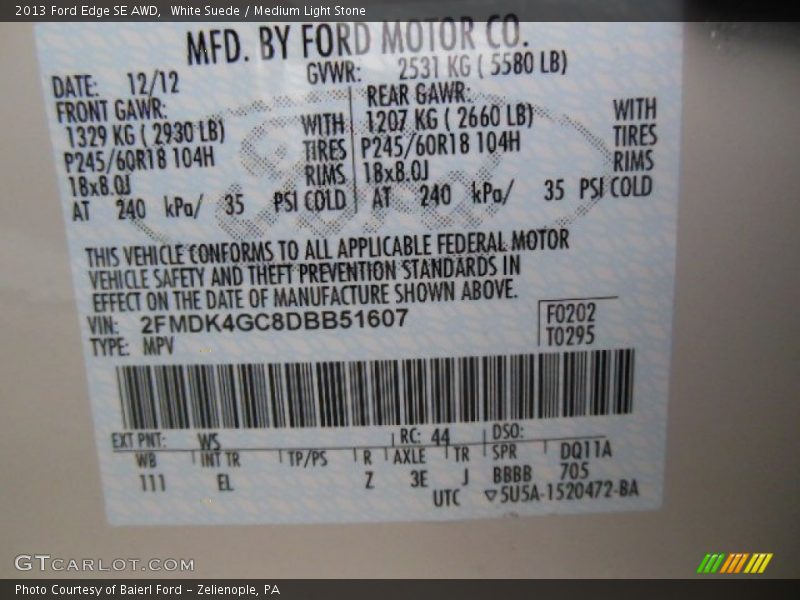 2013 Ford Edge SE AWD, White Suede / Medium Light Stone
MFD. BY FORD MOTOR CO.
DATE: 12/12 GVWR: 2531 KG ( 5580 LB)
FRONT GAWR: REAR GAWR:
1329 KG ( 2930 LB) WITH 1207 KG ( 2660 LB) WITH
P245/60R18 104H TIRES P245/60R18 104H TIRES
18x8.0J RIMS 18x8.0J RIMS
AT 240 kPa/ 35 PSI COLD AT 240 kPa/ 35 PSI COLD
Ford
THIS VEHICLE CONFORMS TO ALL APPLICABLE FEDERAL MOTOR
VEHICLE SAFETY AND THEFT PREVENTION STANDARDS IN
EFFECT ON THE DATE OF MANUFACTURE SHOWN ABOVE.
VIN: 2FMDK4GC8DBB51607 F0202
TYPE: MPV T0295
EXT PNT: WS RC: 44 DSO:
WB INT TR TP/PS R AXLE TR SPR DQ11A
111 EL Z 3E J BBBB 705
UTC ▽5U5A-1520472-BA
GTCARLOT.COM
Photo Courtesy of Baierl Ford - Zelienople, PA